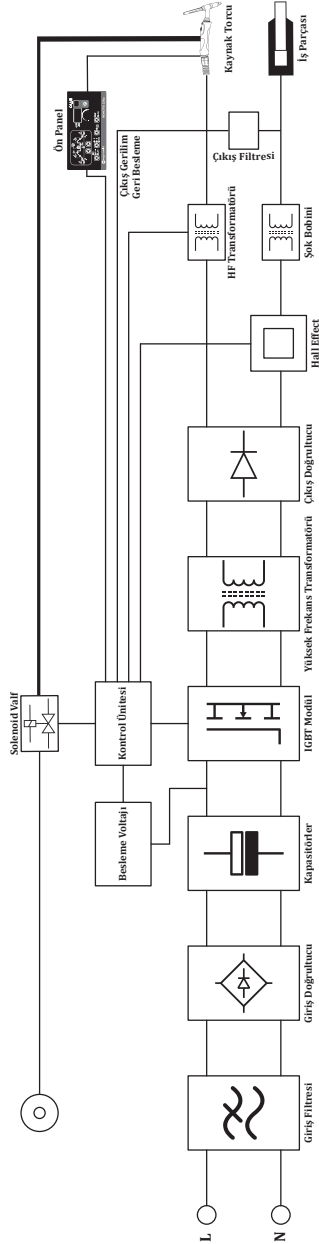 Solenoid Valf
Ön Panel
Çıkış Gerilim
Geri Besleme
Kaynak Torcu
Besleme Voltajı
Kontrol Ünitesi
HF Transformatörü
Çıkış Filtresi
İş Parçası
L
N
Giriş Filtresi
Giriş Doğrultucu
Kapasitörler
IGBT Modül
Yüksek Frekans Transformatörü
Çıkış Doğrultucu
Hall Effect
Şok Bobini